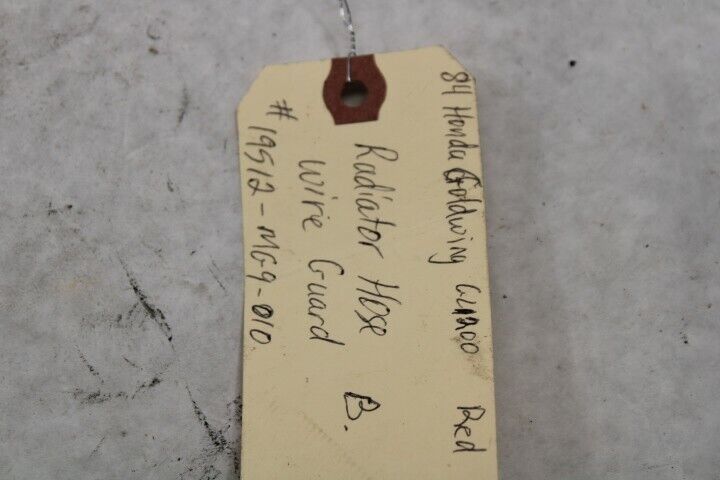 84 Honda Goldwing GL1200 Red
Radiator Hose B.
Wire Guard
# 19512-MG9-010